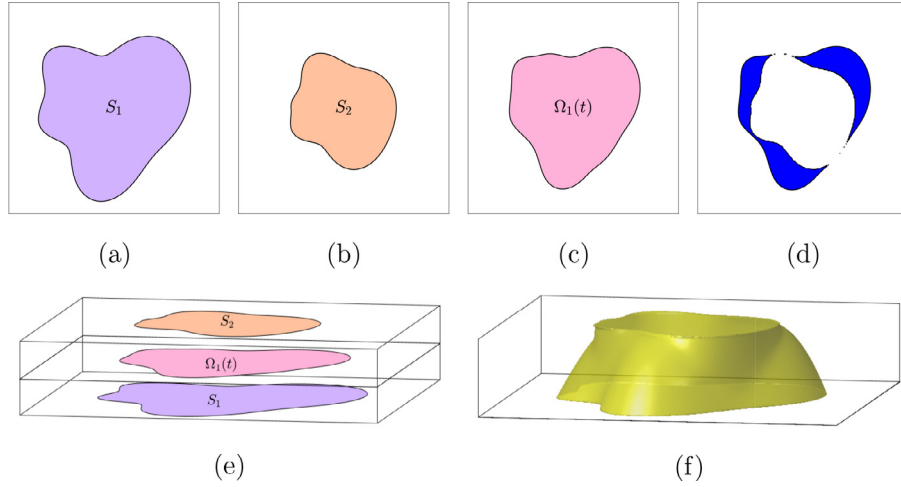 S₁
S₂
Ω₁(t)
(a)
(b)
(c)
(d)
S₂
Ω₁(t)
S₁
(e)
(f)